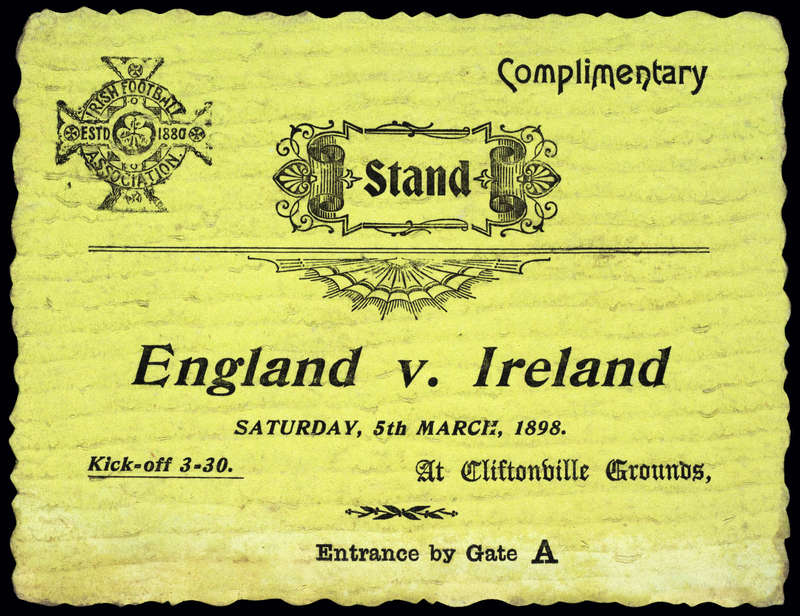 Complimentary
IRISH FOOTBALL
ESTD 1880
ASSOCIATION
Stand
England v. Ireland
SATURDAY, 5th MARCH, 1898.
Kick-off 3-30.
At Cliftonville Grounds,
Entrance by Gate A